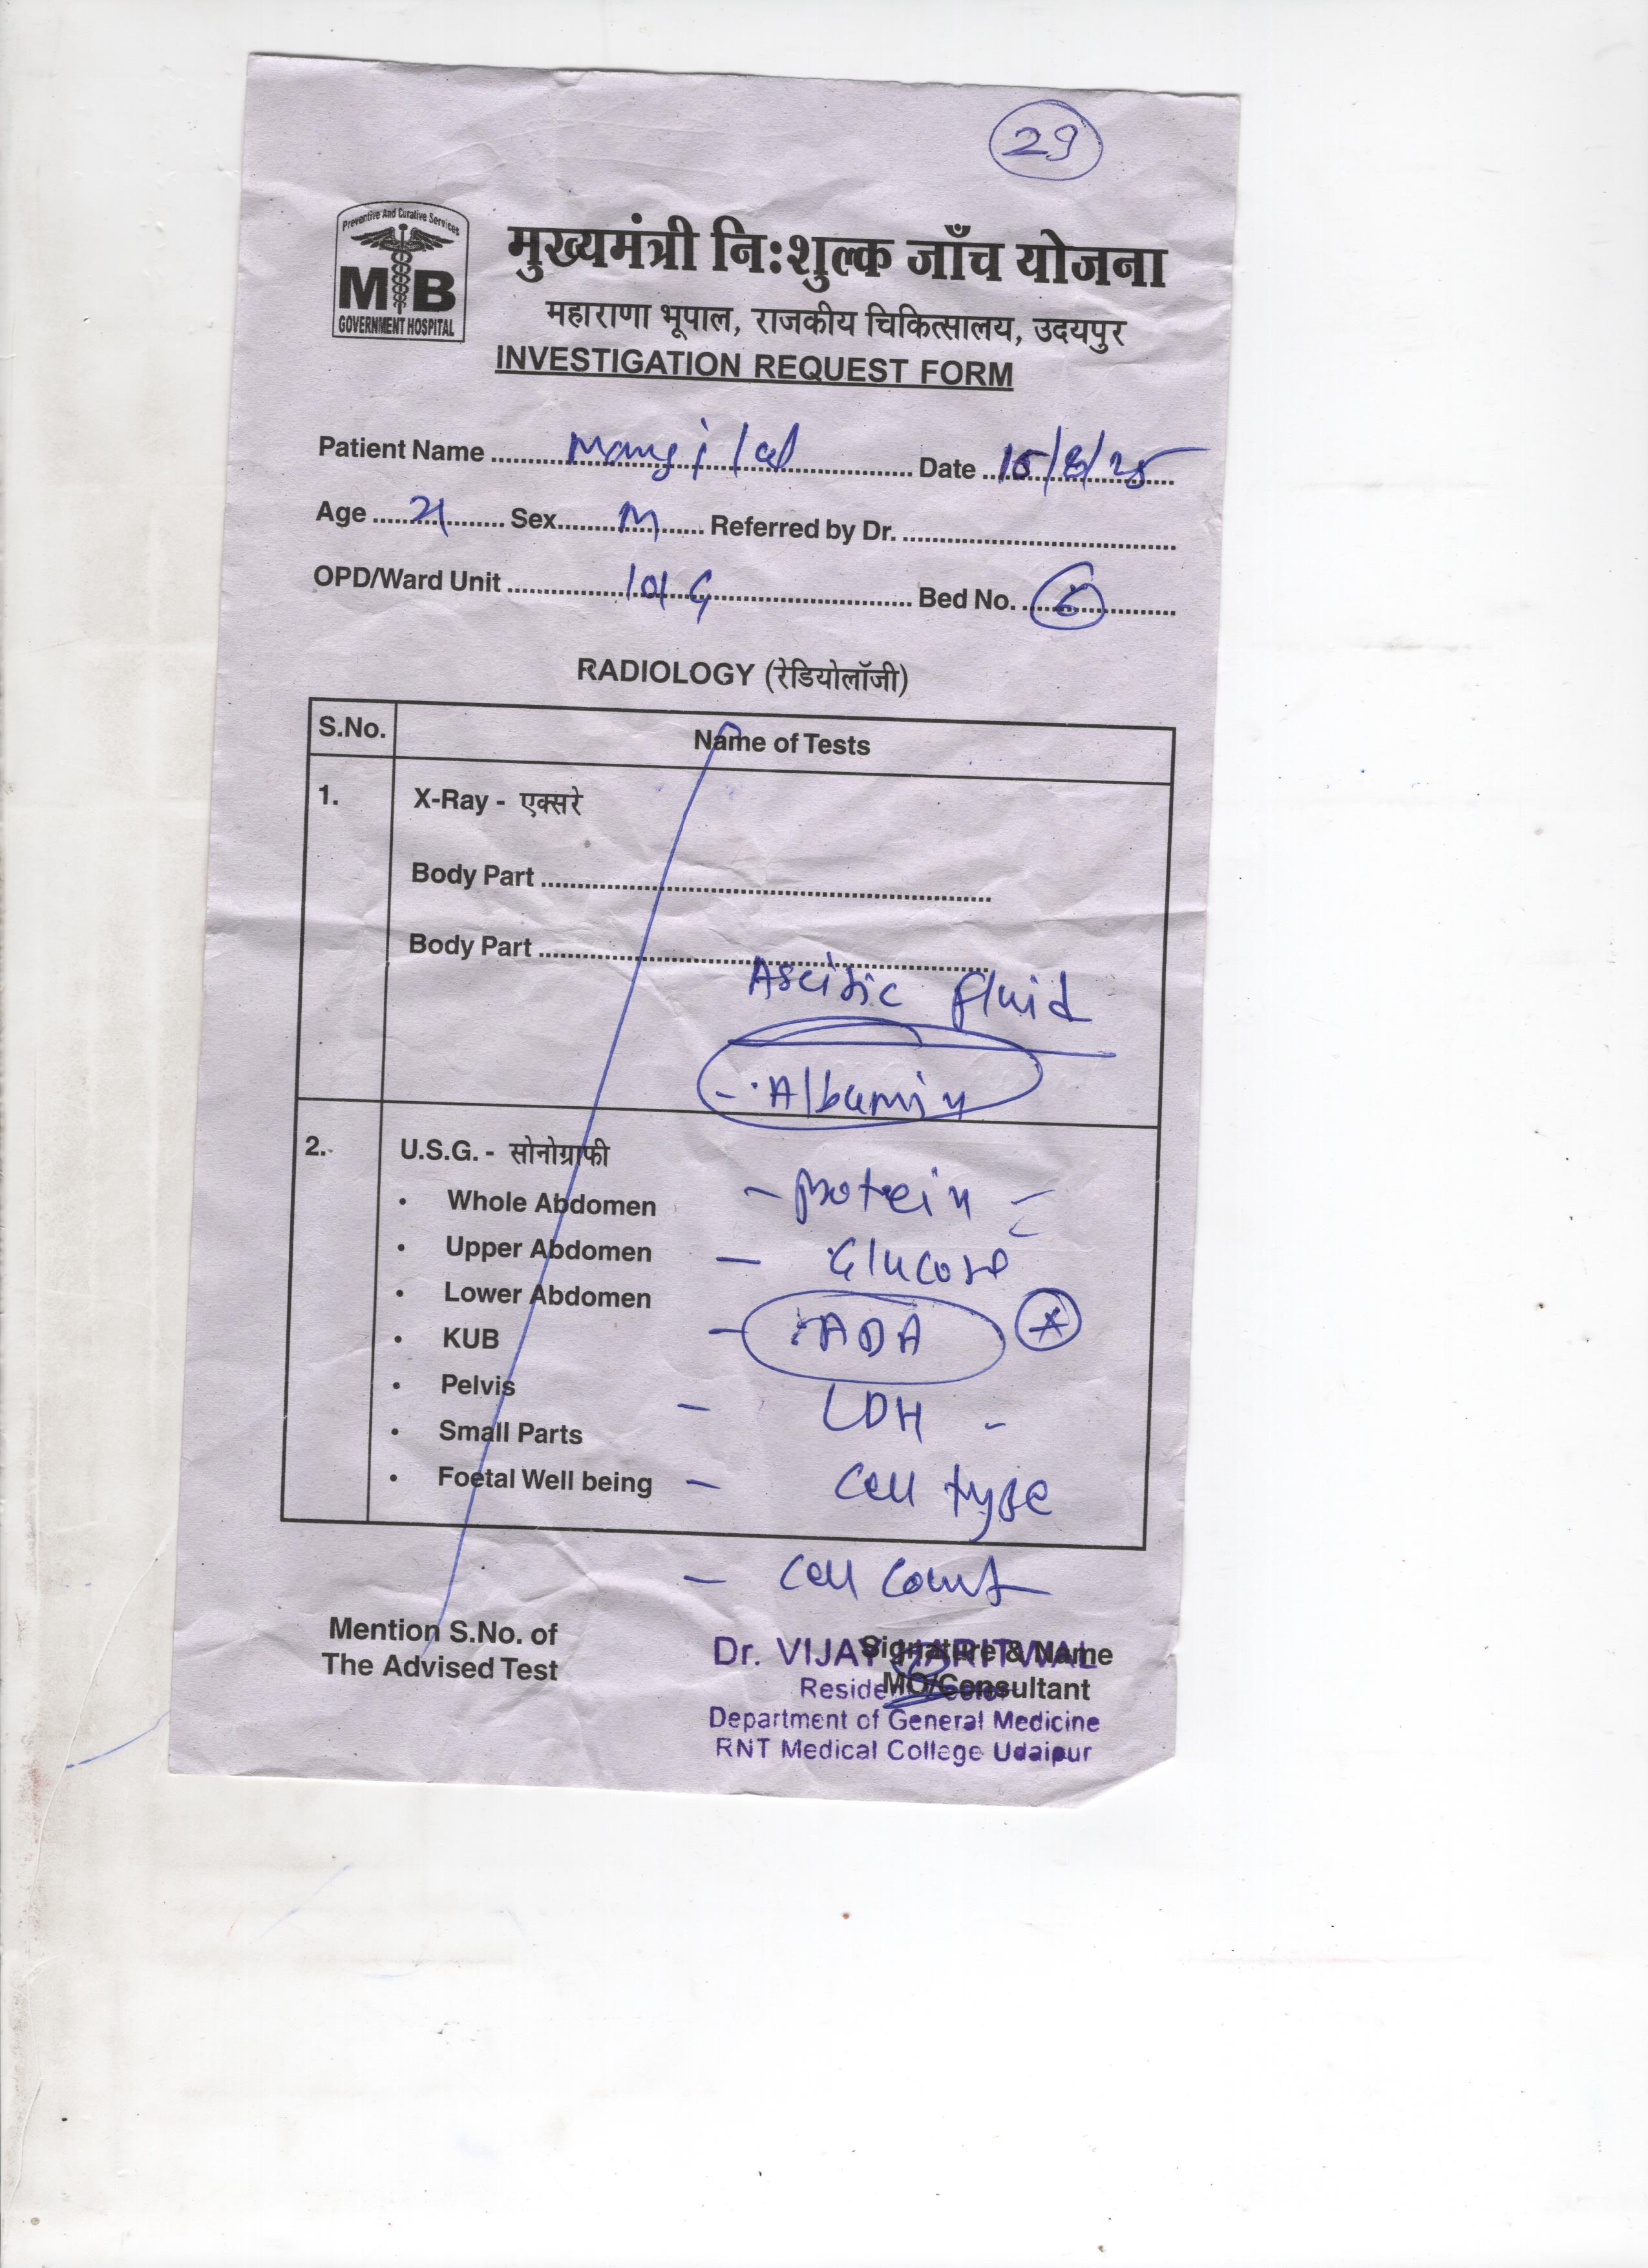 29
Preventive And Curative Services
MB
GOVERNMENT HOSPITAL
मुख्यमंत्री निःशुल्क जाँच योजना
महाराणा भूपाल, राजकीय चिकित्सालय, उदयपुर
INVESTIGATION REQUEST FORM
Patient Name Mangilal Date 15/8/25
Age 21 Sex M Referred by Dr.
OPD/Ward Unit 101 G Bed No. 6
RADIOLOGY (रेडियोलॉजी)
S.No. Name of Tests
1. X-Ray - एक्सरे
Body Part
Body Part
Ascitic fluid
- Albumin
2. U.S.G. - सोनोग्राफी
• Whole Abdomen - protein
• Upper Abdomen - Glucose
• Lower Abdomen
• KUB - ADA
• Pelvis - LDH -
• Small Parts
• Foetal Well being - Cell type
- Cell Count
Mention S.No. of
The Advised Test
Signature & Name
MO/Consultant
Dr. VIJAY
Department of General Medicine
RNT Medical College Udaipur